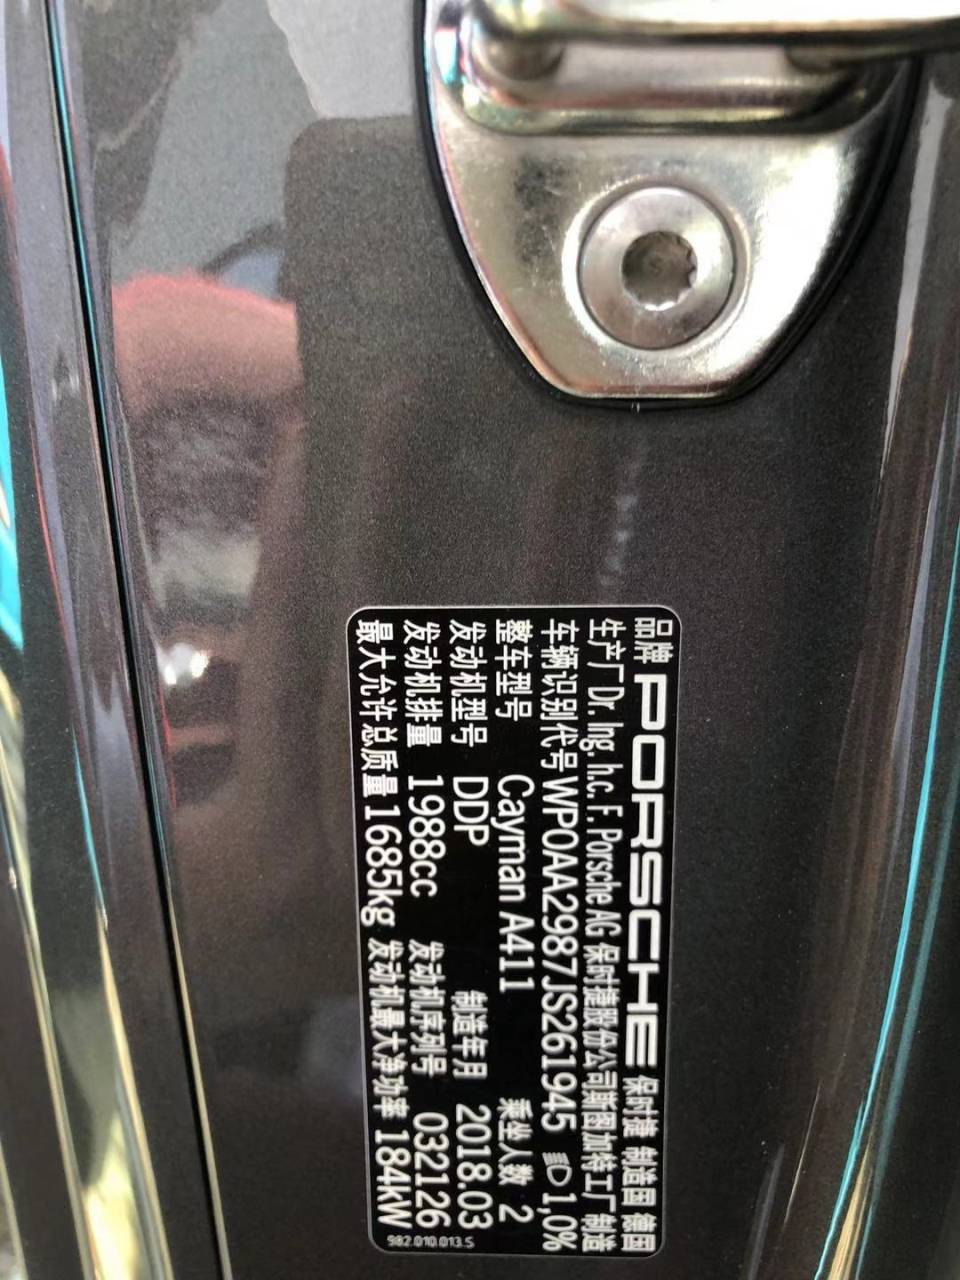 品牌 PORSCHE 保时捷 制造国 德国
生产厂 Dr. Ing. h.c. F. Porsche AG 保时捷股份公司斯图加特工厂 制造
车辆识别代号 WP0AA2987JS261945 1,0%
整车型号 Cayman A411 乘坐人数 2
发动机型号 DDP 制造年月 2018.03
发动机排量 1988cc 发动机序列号 032126
最大允许总质量 1685kg 发动机最大净功率 184kW
982.010.013.S